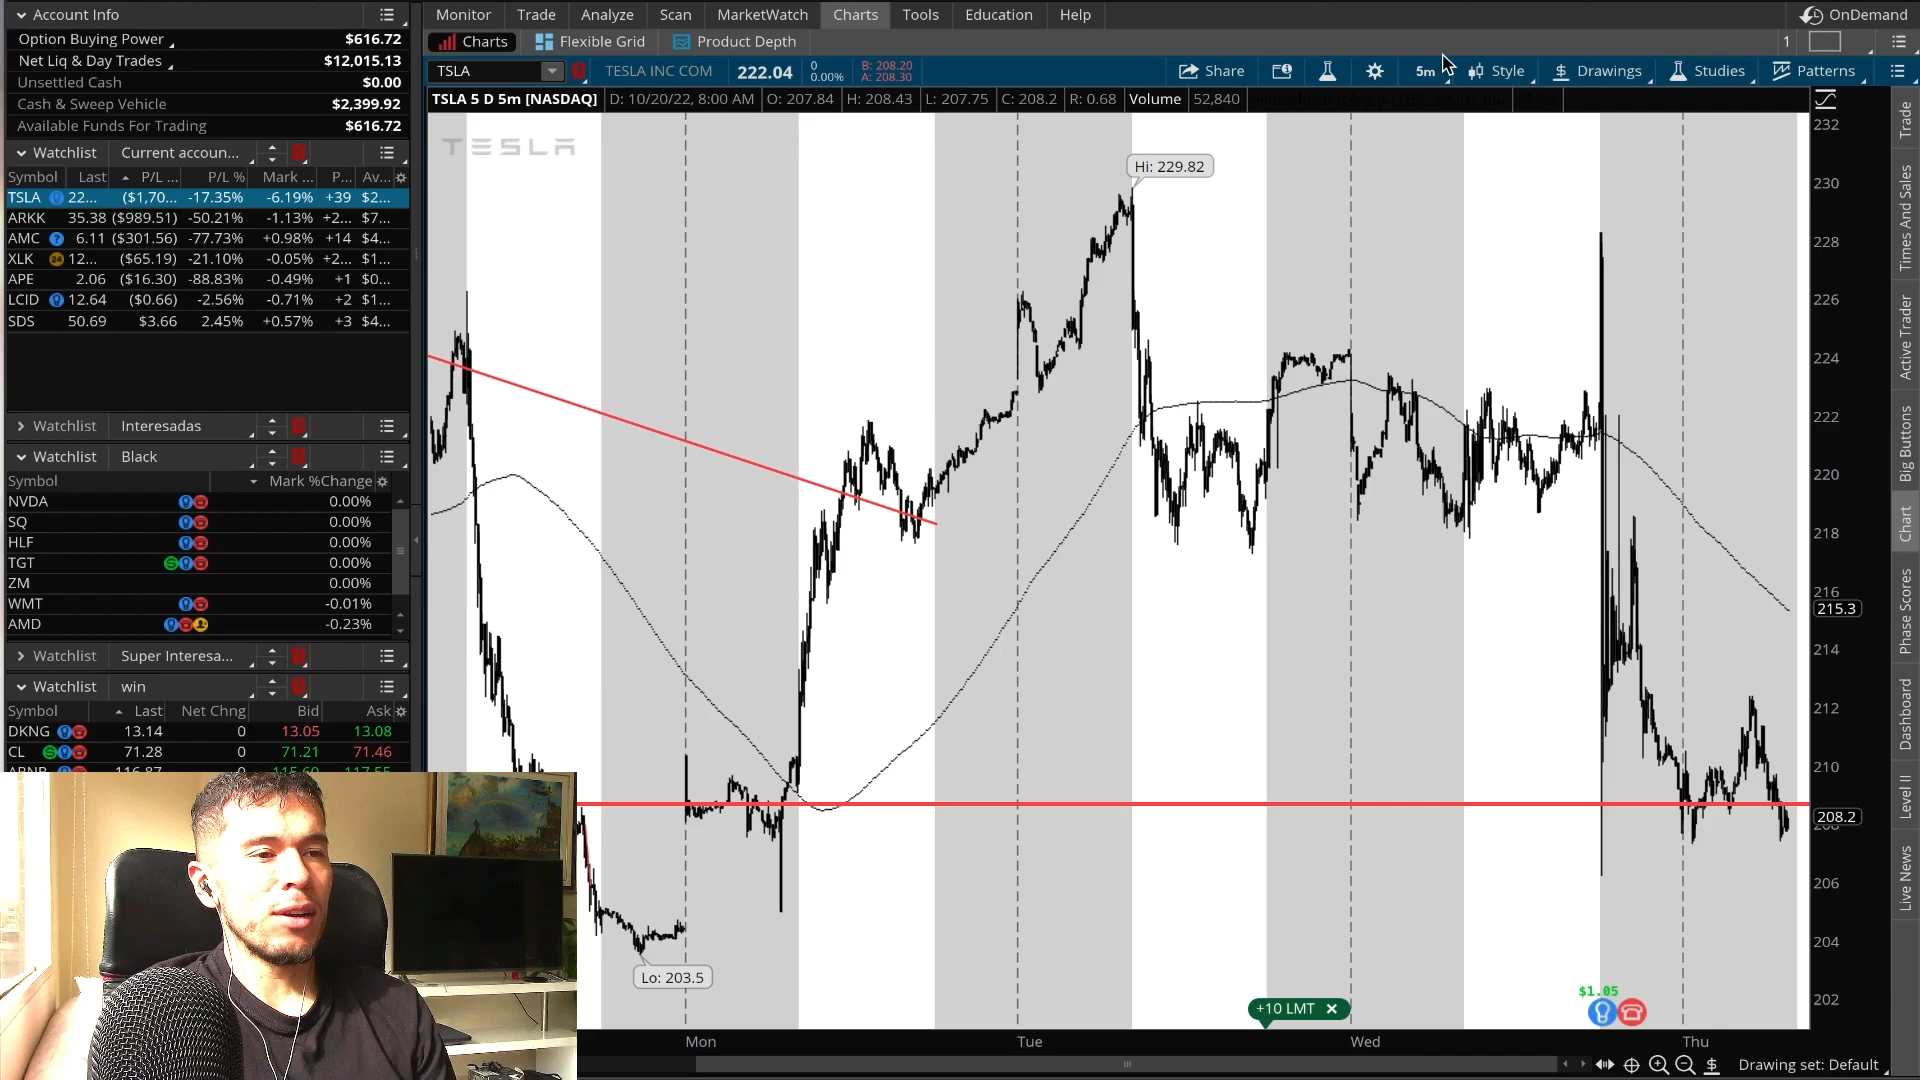 Account Info
Option Buying Power $616.72
Net Liq & Day Trades $12,015.13
Unsettled Cash $0.00
Cash & Sweep Vehicle $2,399.92
Available Funds For Trading $616.72
Watchlist Current accoun...
Symbol Last P/L ... P/L % Mark ... P... Av...
TSLA 22... ($1,70... -17.35% -6.19% +39 $2...
ARKK 35.38 ($989.51) -50.21% -1.13% +2... $7...
AMC 6.11 ($301.56) -77.73% +0.98% +14 $4...
XLK 12... ($65.19) -21.10% -0.05% +2... $1...
APE 2.06 ($16.30) -88.83% -0.49% +1 $0...
LCID 12.64 ($0.66) -2.56% -0.71% +2 $1...
SDS 50.69 $3.66 2.45% +0.57% +3 $4...
Watchlist Interesadas
Watchlist Black
Symbol Mark %Change
NVDA 0.00%
SQ 0.00%
HLF 0.00%
TGT 0.00%
ZM 0.00%
WMT -0.01%
AMD -0.23%
Watchlist Super Interesa...
Watchlist win
Symbol Last Net Chng Bid Ask
DKNG 13.14 0 13.05 13.08
CL 71.28 0 71.21 71.46
Monitor Trade Analyze Scan MarketWatch Charts Tools Education Help OnDemand
Charts Flexible Grid Product Depth 1
TSLA TESLA INC COM 222.04 0 0.00% B: 208.20 A: 208.30 Share 5m Style Drawings Studies Patterns
TSLA 5 D 5m [NASDAQ] D: 10/20/22, 8:00 AM O: 207.84 H: 208.43 L: 207.75 C: 208.2 R: 0.68 Volume 52,840
TESLA
Hi: 229.82
Lo: 203.5
+10 LMT
$1.05
232
230
228
226
224
222
220
218
216
215.3
214
212
210
208.2
206
204
202
Mon Tue Wed Thu
Drawing set: Default
Trade
Times And Sales
Active Trader
Big Buttons
Chart
Phase Scores
Dashboard
Level II
Live News